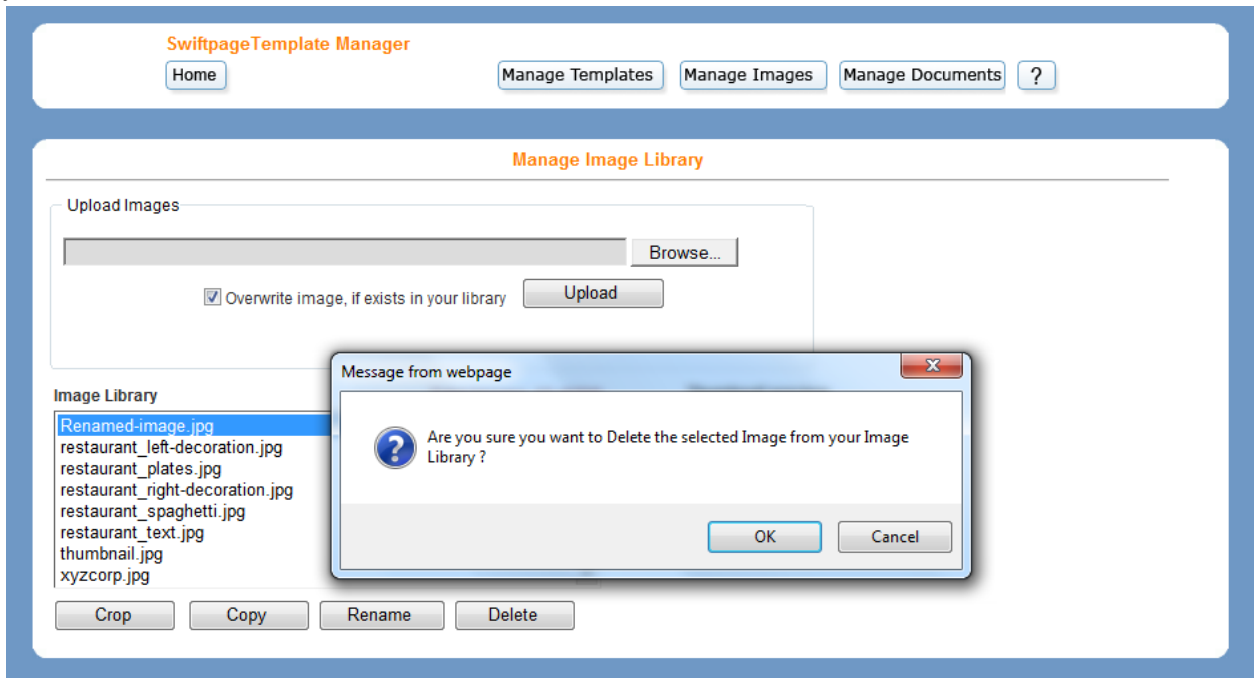 SwiftpageTemplate Manager
Home
Manage Templates
Manage Images
Manage Documents
?
Manage Image Library
Upload Images
Browse...
Overwrite image, if exists in your library
Upload
Message from webpage
x
Image Library
Renamed-image.jpg
restaurant_left-decoration.jpg
restaurant_plates.jpg
restaurant_right-decoration.jpg
restaurant_spaghetti.jpg
restaurant_text.jpg
thumbnail.jpg
xyzcorp.jpg
Are you sure you want to Delete the selected Image from your Image
Library ?
OK
Cancel
Crop
Copy
Rename
Delete